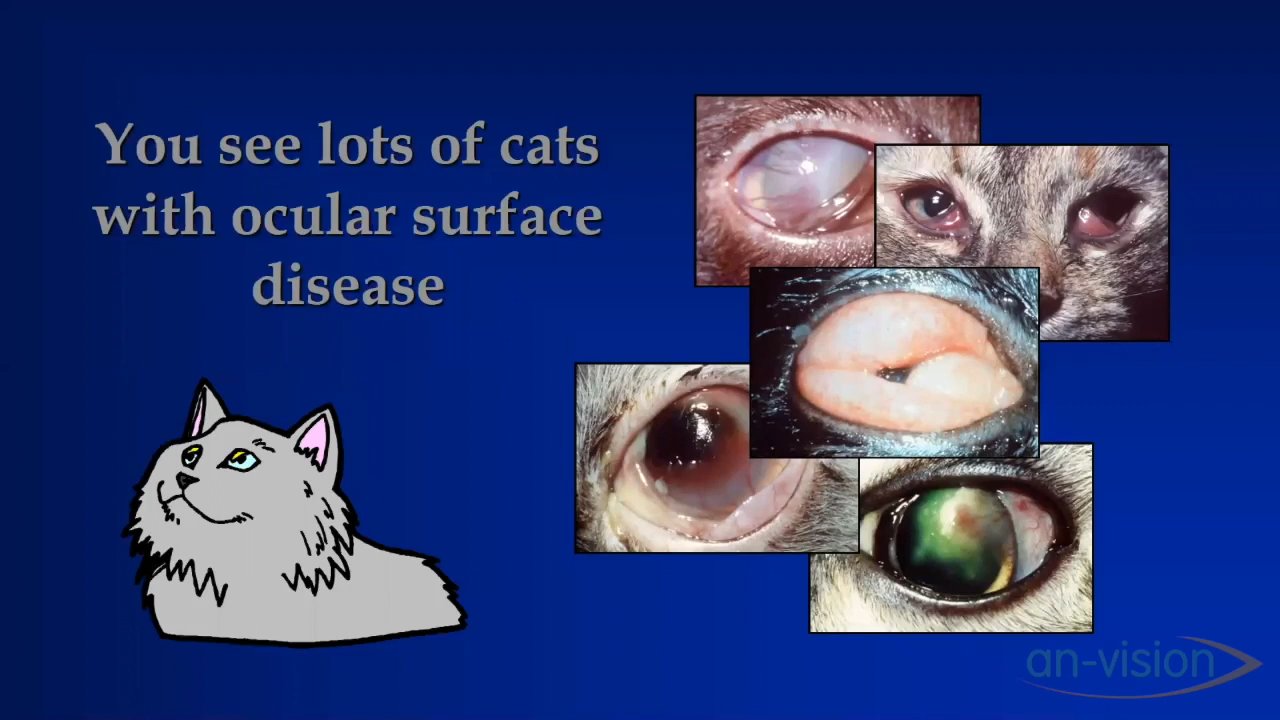 You see lots of cats
with ocular surface
disease
an-vision